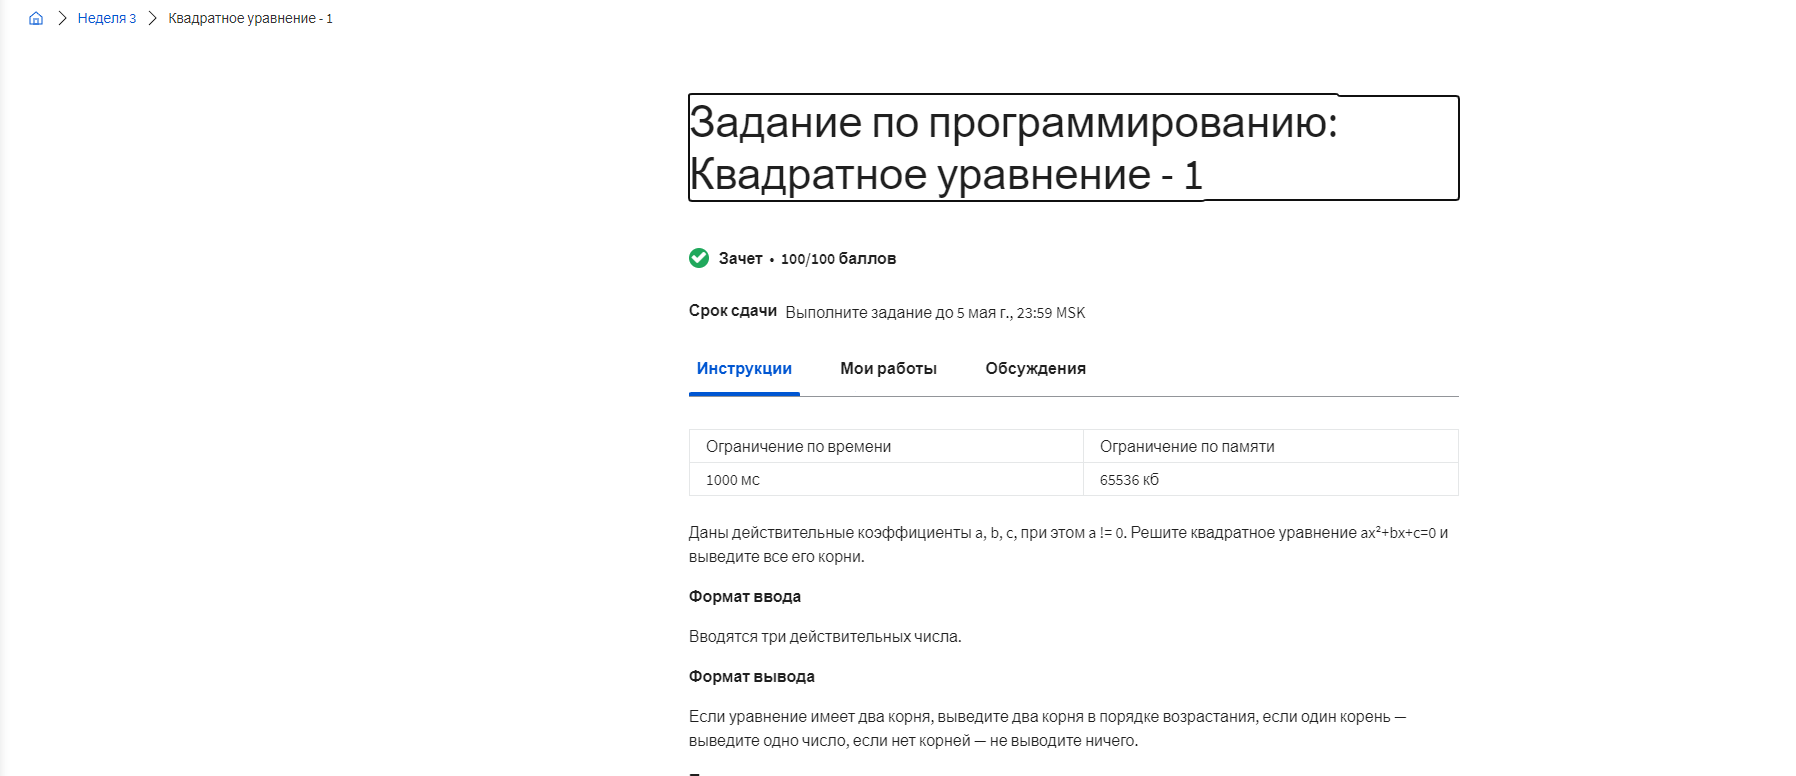 Неделя 3 Квадратное уравнение - 1
Задание по программированию:
Квадратное уравнение - 1
Зачет • 100/100 баллов
Срок сдачи Выполните задание до 5 мая г., 23:59 MSK
Инструкции Мои работы Обсуждения
Ограничение по времени Ограничение по памяти
1000 мс 65536 кб
Даны действительные коэффициенты a, b, c, при этом a != 0. Решите квадратное уравнение ax²+bx+c=0 и
выведите все его корни.
Формат ввода
Вводятся три действительных числа.
Формат вывода
Если уравнение имеет два корня, выведите два корня в порядке возрастания, если один корень —
выведите одно число, если нет корней — не выводите ничего.